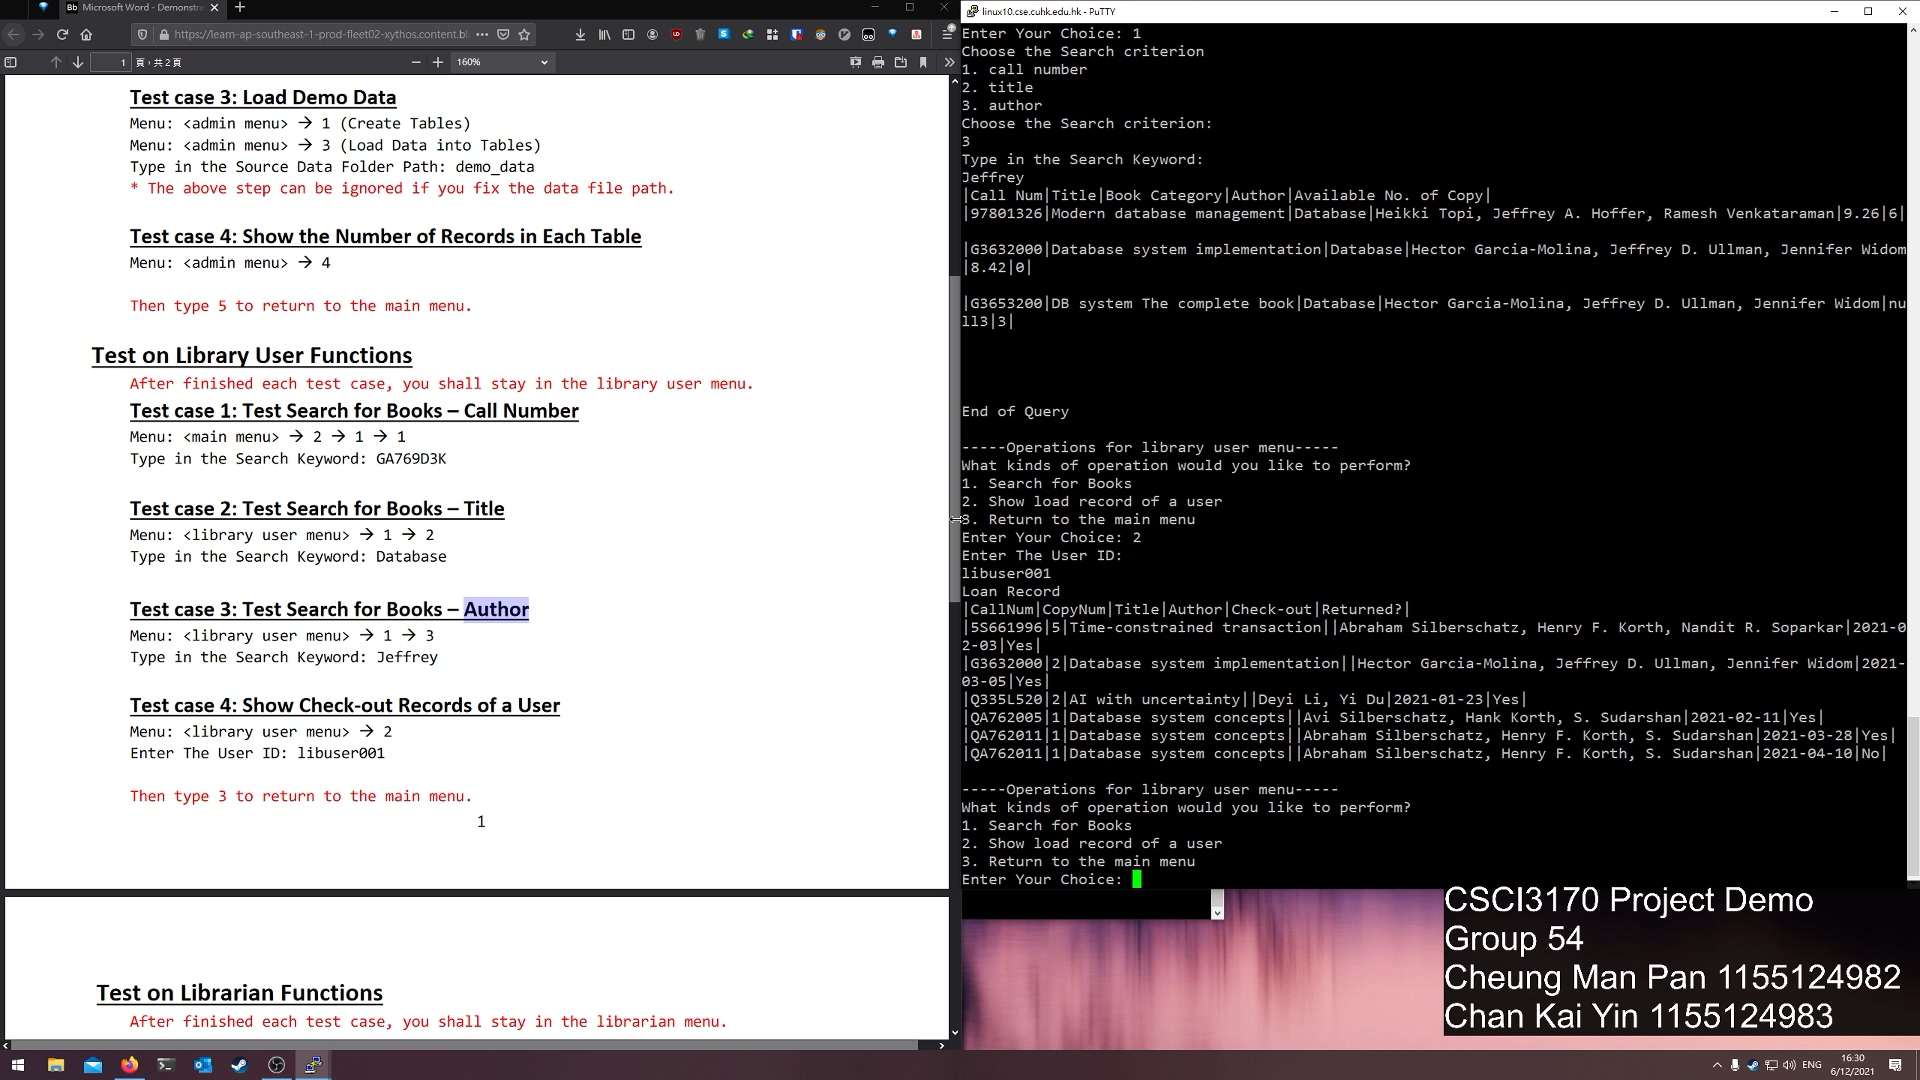 Microsoft Word - Demonstra
https://learn-ap-southeast-1-prod-fleet02-xythos.content.bl
1 頁，共 2 頁
160%
Test case 3: Load Demo Data
Menu: <admin menu> → 1 (Create Tables)
Menu: <admin menu> → 3 (Load Data into Tables)
Type in the Source Data Folder Path: demo_data
* The above step can be ignored if you fix the data file path.
Test case 4: Show the Number of Records in Each Table
Menu: <admin menu> → 4
Then type 5 to return to the main menu.
Test on Library User Functions
After finished each test case, you shall stay in the library user menu.
Test case 1: Test Search for Books – Call Number
Menu: <main menu> → 2 → 1 → 1
Type in the Search Keyword: GA769D3K
Test case 2: Test Search for Books – Title
Menu: <library user menu> → 1 → 2
Type in the Search Keyword: Database
Test case 3: Test Search for Books – Author
Menu: <library user menu> → 1 → 3
Type in the Search Keyword: Jeffrey
Test case 4: Show Check-out Records of a User
Menu: <library user menu> → 2
Enter The User ID: libuser001
Then type 3 to return to the main menu.
1
Test on Librarian Functions
After finished each test case, you shall stay in the librarian menu.
linux10.cse.cuhk.edu.hk - PuTTY
Enter Your Choice: 1
Choose the Search criterion
1. call number
2. title
3. author
Choose the Search criterion:
3
Type in the Search Keyword:
Jeffrey
|Call Num|Title|Book Category|Author|Available No. of Copy|
|97801326|Modern database management|Database|Heikki Topi, Jeffrey A. Hoffer, Ramesh Venkataraman|9.26|6|
|G3632000|Database system implementation|Database|Hector Garcia-Molina, Jeffrey D. Ullman, Jennifer Widom
|8.42|0|
|G3653200|DB system The complete book|Database|Hector Garcia-Molina, Jeffrey D. Ullman, Jennifer Widom|nu
ll3|3|
End of Query
-----Operations for library user menu-----
What kinds of operation would you like to perform?
1. Search for Books
2. Show load record of a user
3. Return to the main menu
Enter Your Choice: 2
Enter The User ID:
libuser001
Loan Record
|CallNum|CopyNum|Title|Author|Check-out|Returned?|
|5S661996|5|Time-constrained transaction||Abraham Silberschatz, Henry F. Korth, Nandit R. Soparkar|2021-0
2-03|Yes|
|G3632000|2|Database system implementation||Hector Garcia-Molina, Jeffrey D. Ullman, Jennifer Widom|2021-
03-05|Yes|
|Q335L520|2|AI with uncertainty||Deyi Li, Yi Du|2021-01-23|Yes|
|QA762005|1|Database system concepts||Avi Silberschatz, Hank Korth, S. Sudarshan|2021-02-11|Yes|
|QA762011|1|Database system concepts||Abraham Silberschatz, Henry F. Korth, S. Sudarshan|2021-03-28|Yes|
|QA762011|1|Database system concepts||Abraham Silberschatz, Henry F. Korth, S. Sudarshan|2021-04-10|No|
-----Operations for library user menu-----
What kinds of operation would you like to perform?
1. Search for Books
2. Show load record of a user
3. Return to the main menu
Enter Your Choice:
CSCI3170 Project Demo
Group 54
Cheung Man Pan 1155124982
Chan Kai Yin 1155124983
ENG
16:30
6/12/2021